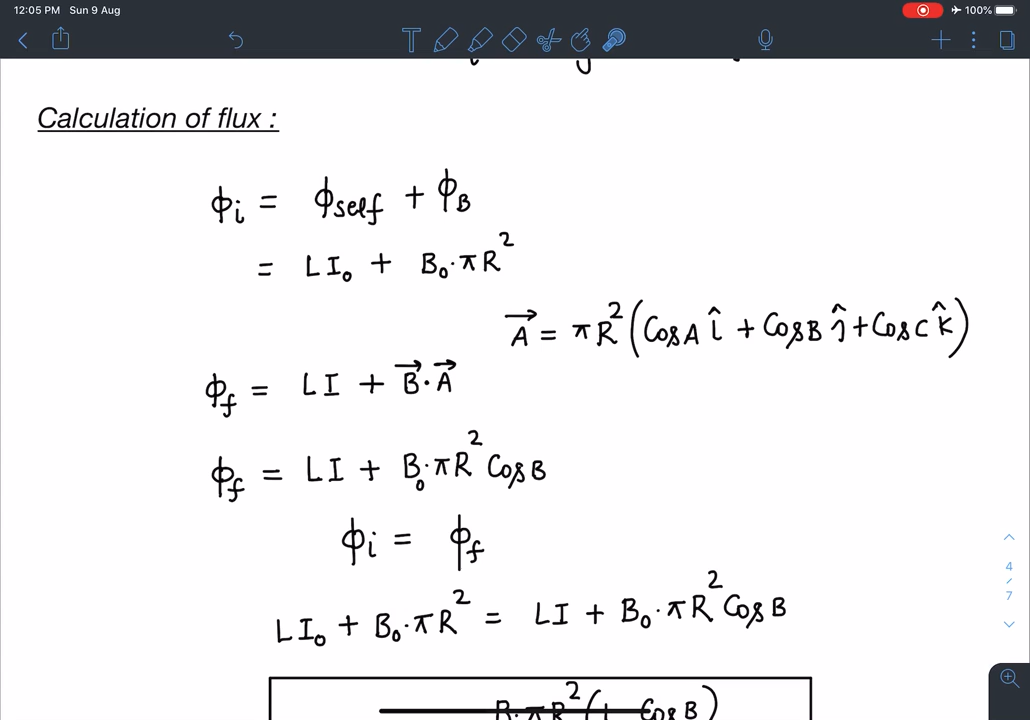 12:05 PM Sun 9 Aug 100%
Calculation of flux :
ϕi = ϕself + ϕB
= LI₀ + B₀·πR²
A⃗ = πR²(CosA î + CosB ĵ + CosC k̂)
ϕf = LI + B⃗·A⃗
ϕf = LI + B₀·πR² CosB
ϕi = ϕf
LI₀ + B₀·πR² = LI + B₀·πR² CosB
4
/
7